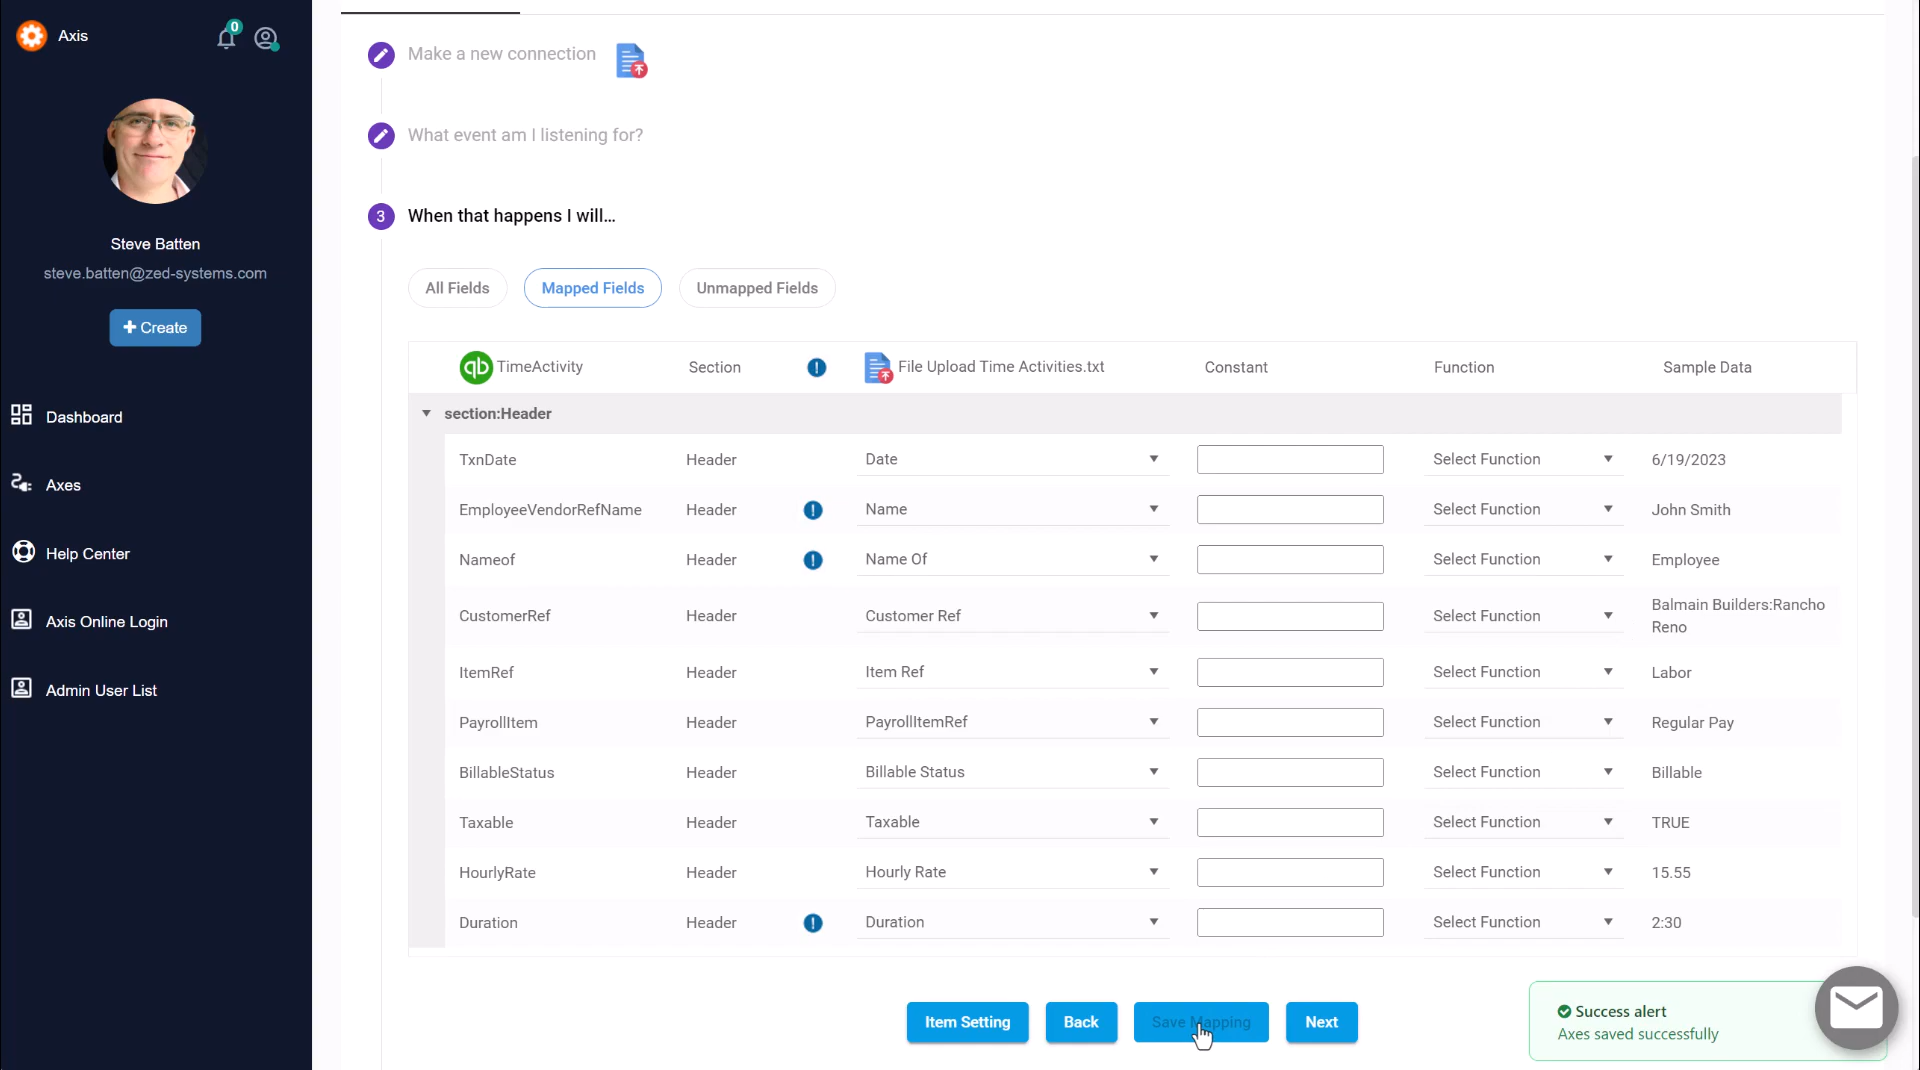 Axis
0
Steve Batten
steve.batten@zed-systems.com
+ Create
Dashboard
Axes
Help Center
Axis Online Login
Admin User List
Make a new connection
What event am I listening for?
3 When that happens I will...
All Fields Mapped Fields Unmapped Fields
qb TimeActivity Section ! File Upload Time Activities.txt Constant Function Sample Data
section:Header
TxnDate Header Date Select Function 6/19/2023
EmployeeVendorRefName Header ! Name Select Function John Smith
Nameof Header ! Name Of Select Function Employee
CustomerRef Header Customer Ref Select Function Balmain Builders:Rancho
Reno
ItemRef Header Item Ref Select Function Labor
PayrollItem Header PayrollItemRef Select Function Regular Pay
BillableStatus Header Billable Status Select Function Billable
Taxable Header Taxable Select Function TRUE
HourlyRate Header Hourly Rate Select Function 15.55
Duration Header ! Duration Select Function 2:30
Item Setting Back Save Mapping Next
Success alert
Axes saved successfully